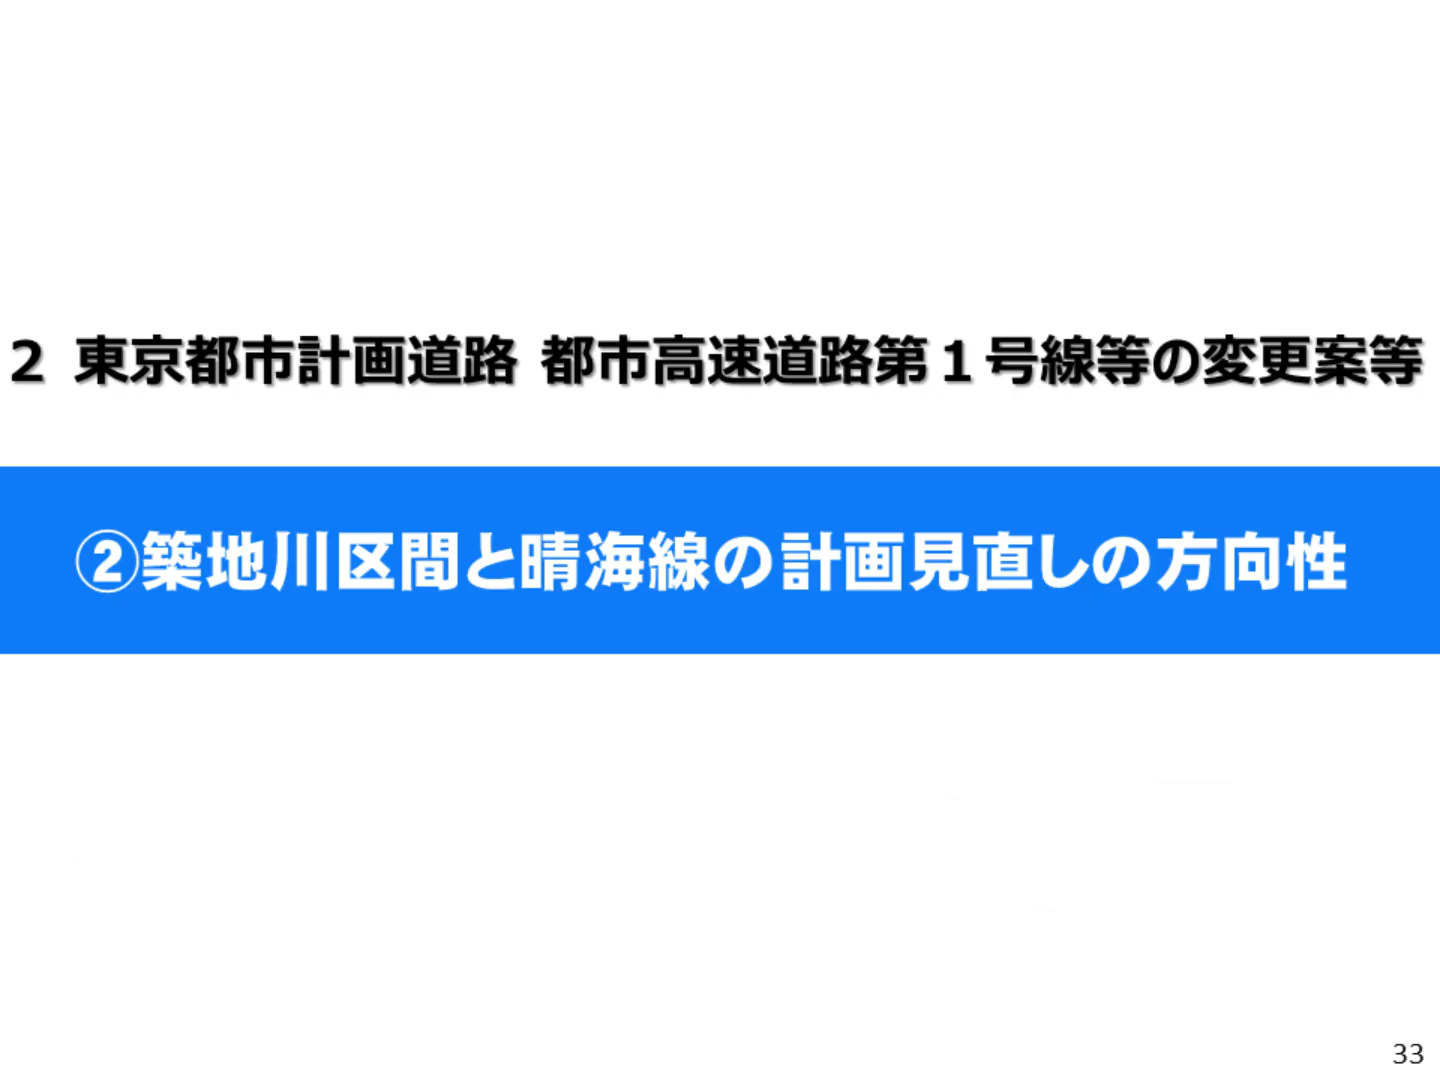 2 東京都市計画道路 都市高速道路第１号線等の変更案等
②築地川区間と晴海線の計画見直しの方向性
33